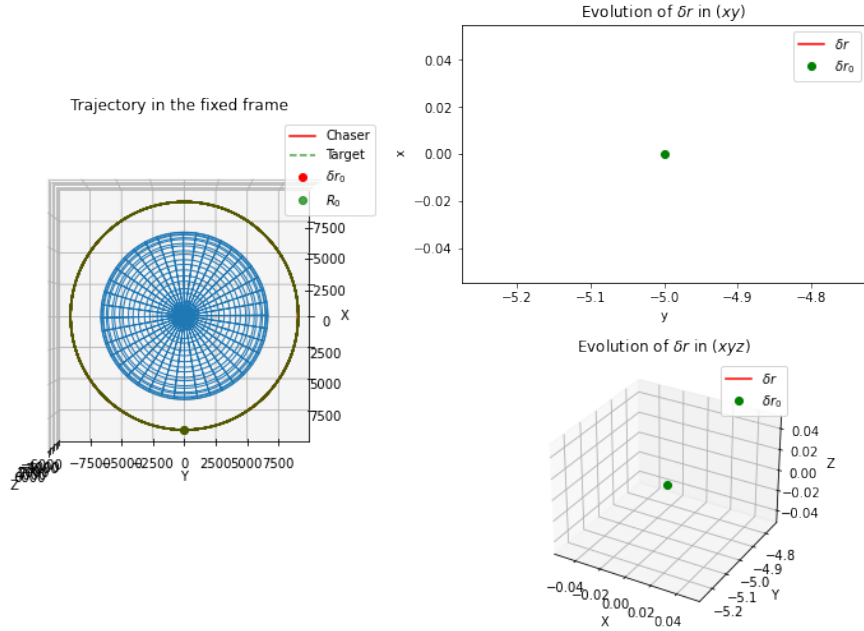 Trajectory in the fixed frame
Chaser
Target
δr₀
R₀
7500
5000
2500
0 X
2500
5000
7500
Z
−7500 −5000 −2500 0 2500 5000 7500
Y
Evolution of δr in (xy)
δr
δr₀
0.04
0.02
0.00
−0.02
−0.04
x
−5.2 −5.1 −5.0 −4.9 −4.8
y
Evolution of δr in (xyz)
δr
δr₀
0.04
0.02
0.00
−0.02
−0.04
Z
−4.8
−4.9
−5.0
−5.1
−5.2
Y
−0.04
−0.02
0.00
0.02
0.04
X